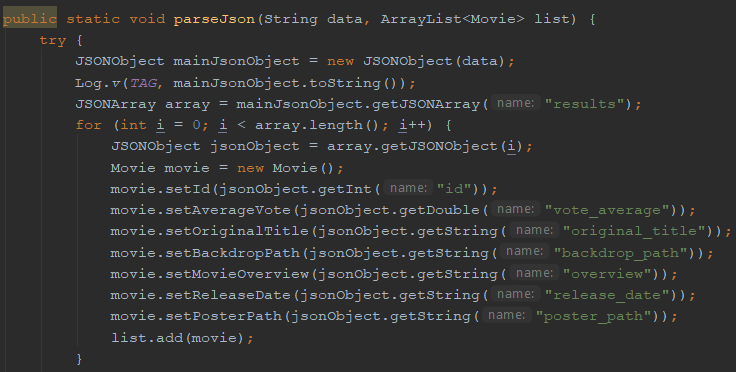 public static void parseJson(String data, ArrayList<Movie> list) {
    try {
        JSONObject mainJsonObject = new JSONObject(data);
        Log.v(TAG, mainJsonObject.toString());
        JSONArray array = mainJsonObject.getJSONArray( name: "results");
        for (int i = 0; i < array.length(); i++) {
            JSONObject jsonObject = array.getJSONObject(i);
            Movie movie = new Movie();
            movie.setId(jsonObject.getInt( name: "id"));
            movie.setAverageVote(jsonObject.getDouble( name: "vote_average"));
            movie.setOriginalTitle(jsonObject.getString( name: "original_title"));
            movie.setBackdropPath(jsonObject.getString( name: "backdrop_path"));
            movie.setMovieOverview(jsonObject.getString( name: "overview"));
            movie.setReleaseDate(jsonObject.getString( name: "release_date"));
            movie.setPosterPath(jsonObject.getString( name: "poster_path"));
            list.add(movie);
        }